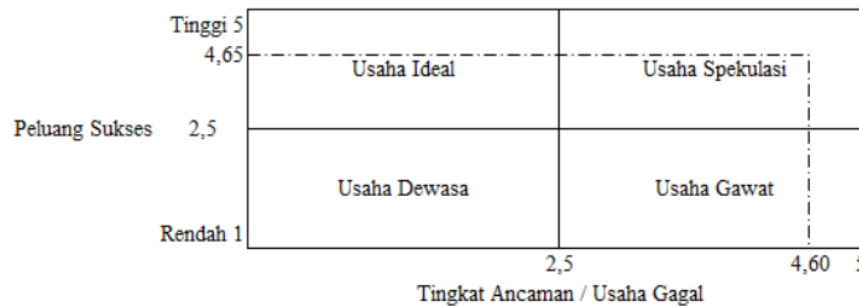 Tinggi 5
4,65
Usaha Ideal
Usaha Spekulasi
Peluang Sukses
2,5
Usaha Dewasa
Usaha Gawat
Rendah 1
2,5
4,60
5
Tingkat Ancaman / Usaha Gagal